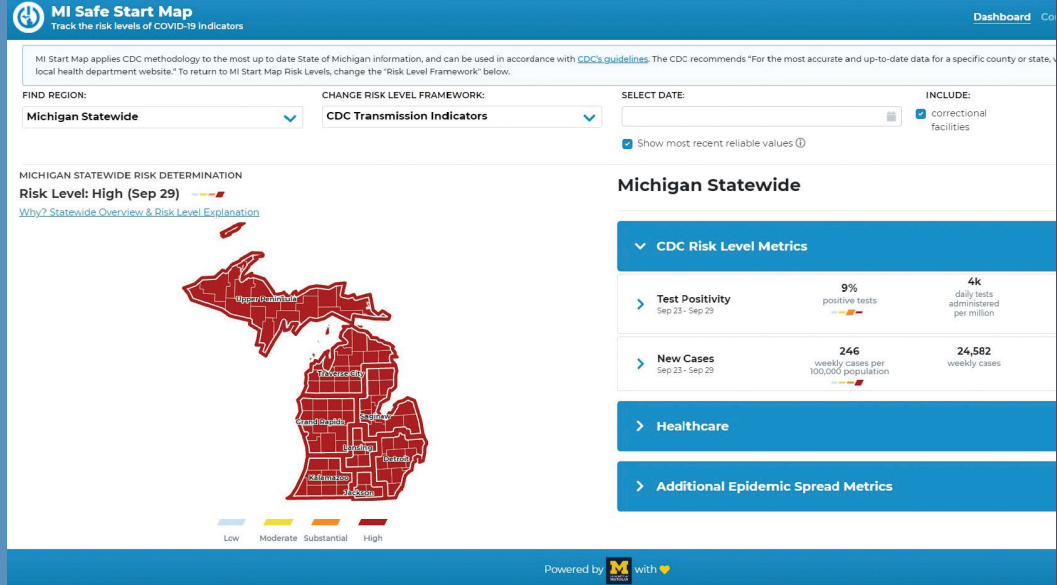 MI Safe Start Map
Track the risk levels of COVID-19 indicators
Dashboard
MI Start Map applies CDC methodology to the most up to date State of Michigan information, and can be used in accordance with CDC's guidelines. The CDC recommends "For the most accurate and up-to-date data for a specific county or state,
local health department website." To return to MI Start Map Risk Levels, change the "Risk Level Framework" below.
FIND REGION:
Michigan Statewide
CHANGE RISK LEVEL FRAMEWORK:
CDC Transmission Indicators
SELECT DATE:
Show most recent reliable values
INCLUDE:
correctional
facilities
MICHIGAN STATEWIDE RISK DETERMINATION
Risk Level: High (Sep 29)
Why? Statewide Overview & Risk Level Explanation
Upper Peninsula
Traverse City
Saginaw
Grand Rapids
Lansing
Detroit
Kalamazoo
Jackson
Low Moderate Substantial High
Michigan Statewide
CDC Risk Level Metrics
Test Positivity
Sep 23 - Sep 29
9%
positive tests
4k
daily tests
administered
per million
New Cases
Sep 23 - Sep 29
246
weekly cases per
100,000 population
24,582
weekly cases
Healthcare
Additional Epidemic Spread Metrics
Powered by M with